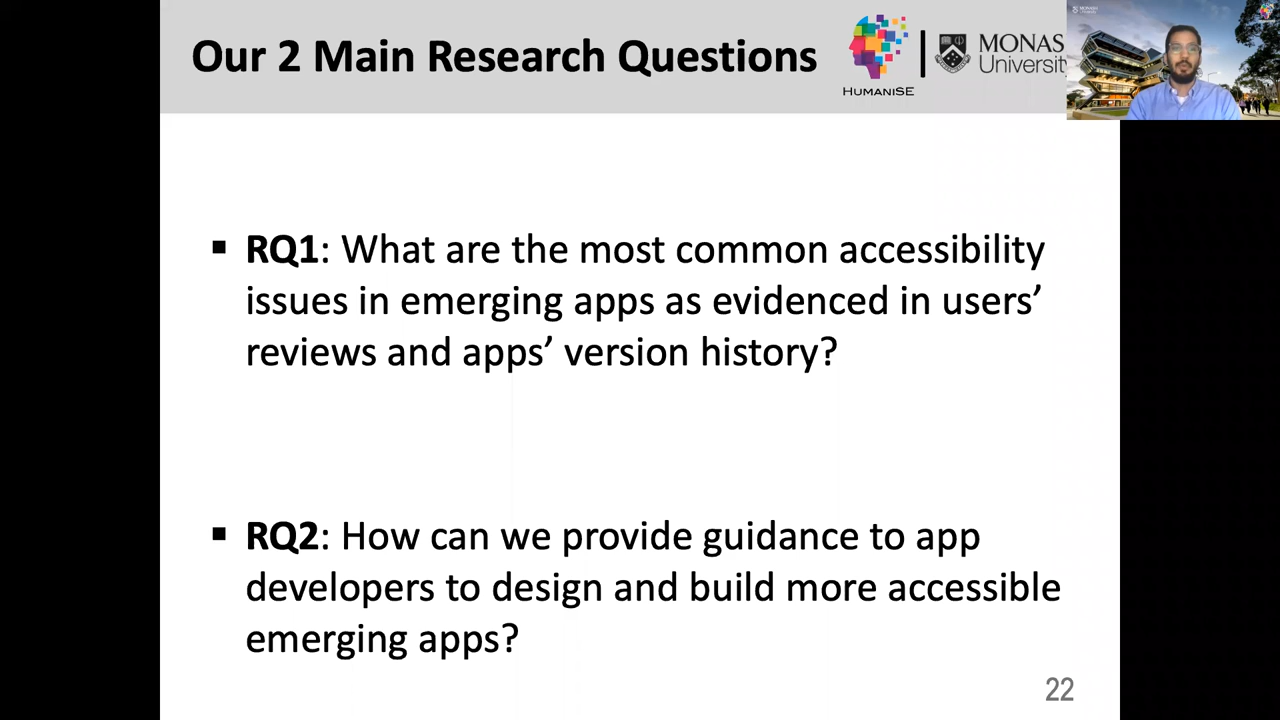 Our 2 Main Research Questions
HUMANISE
MONAS
University
▪ RQ1: What are the most common accessibility
issues in emerging apps as evidenced in users’
reviews and apps’ version history?
▪ RQ2: How can we provide guidance to app
developers to design and build more accessible
emerging apps?
22